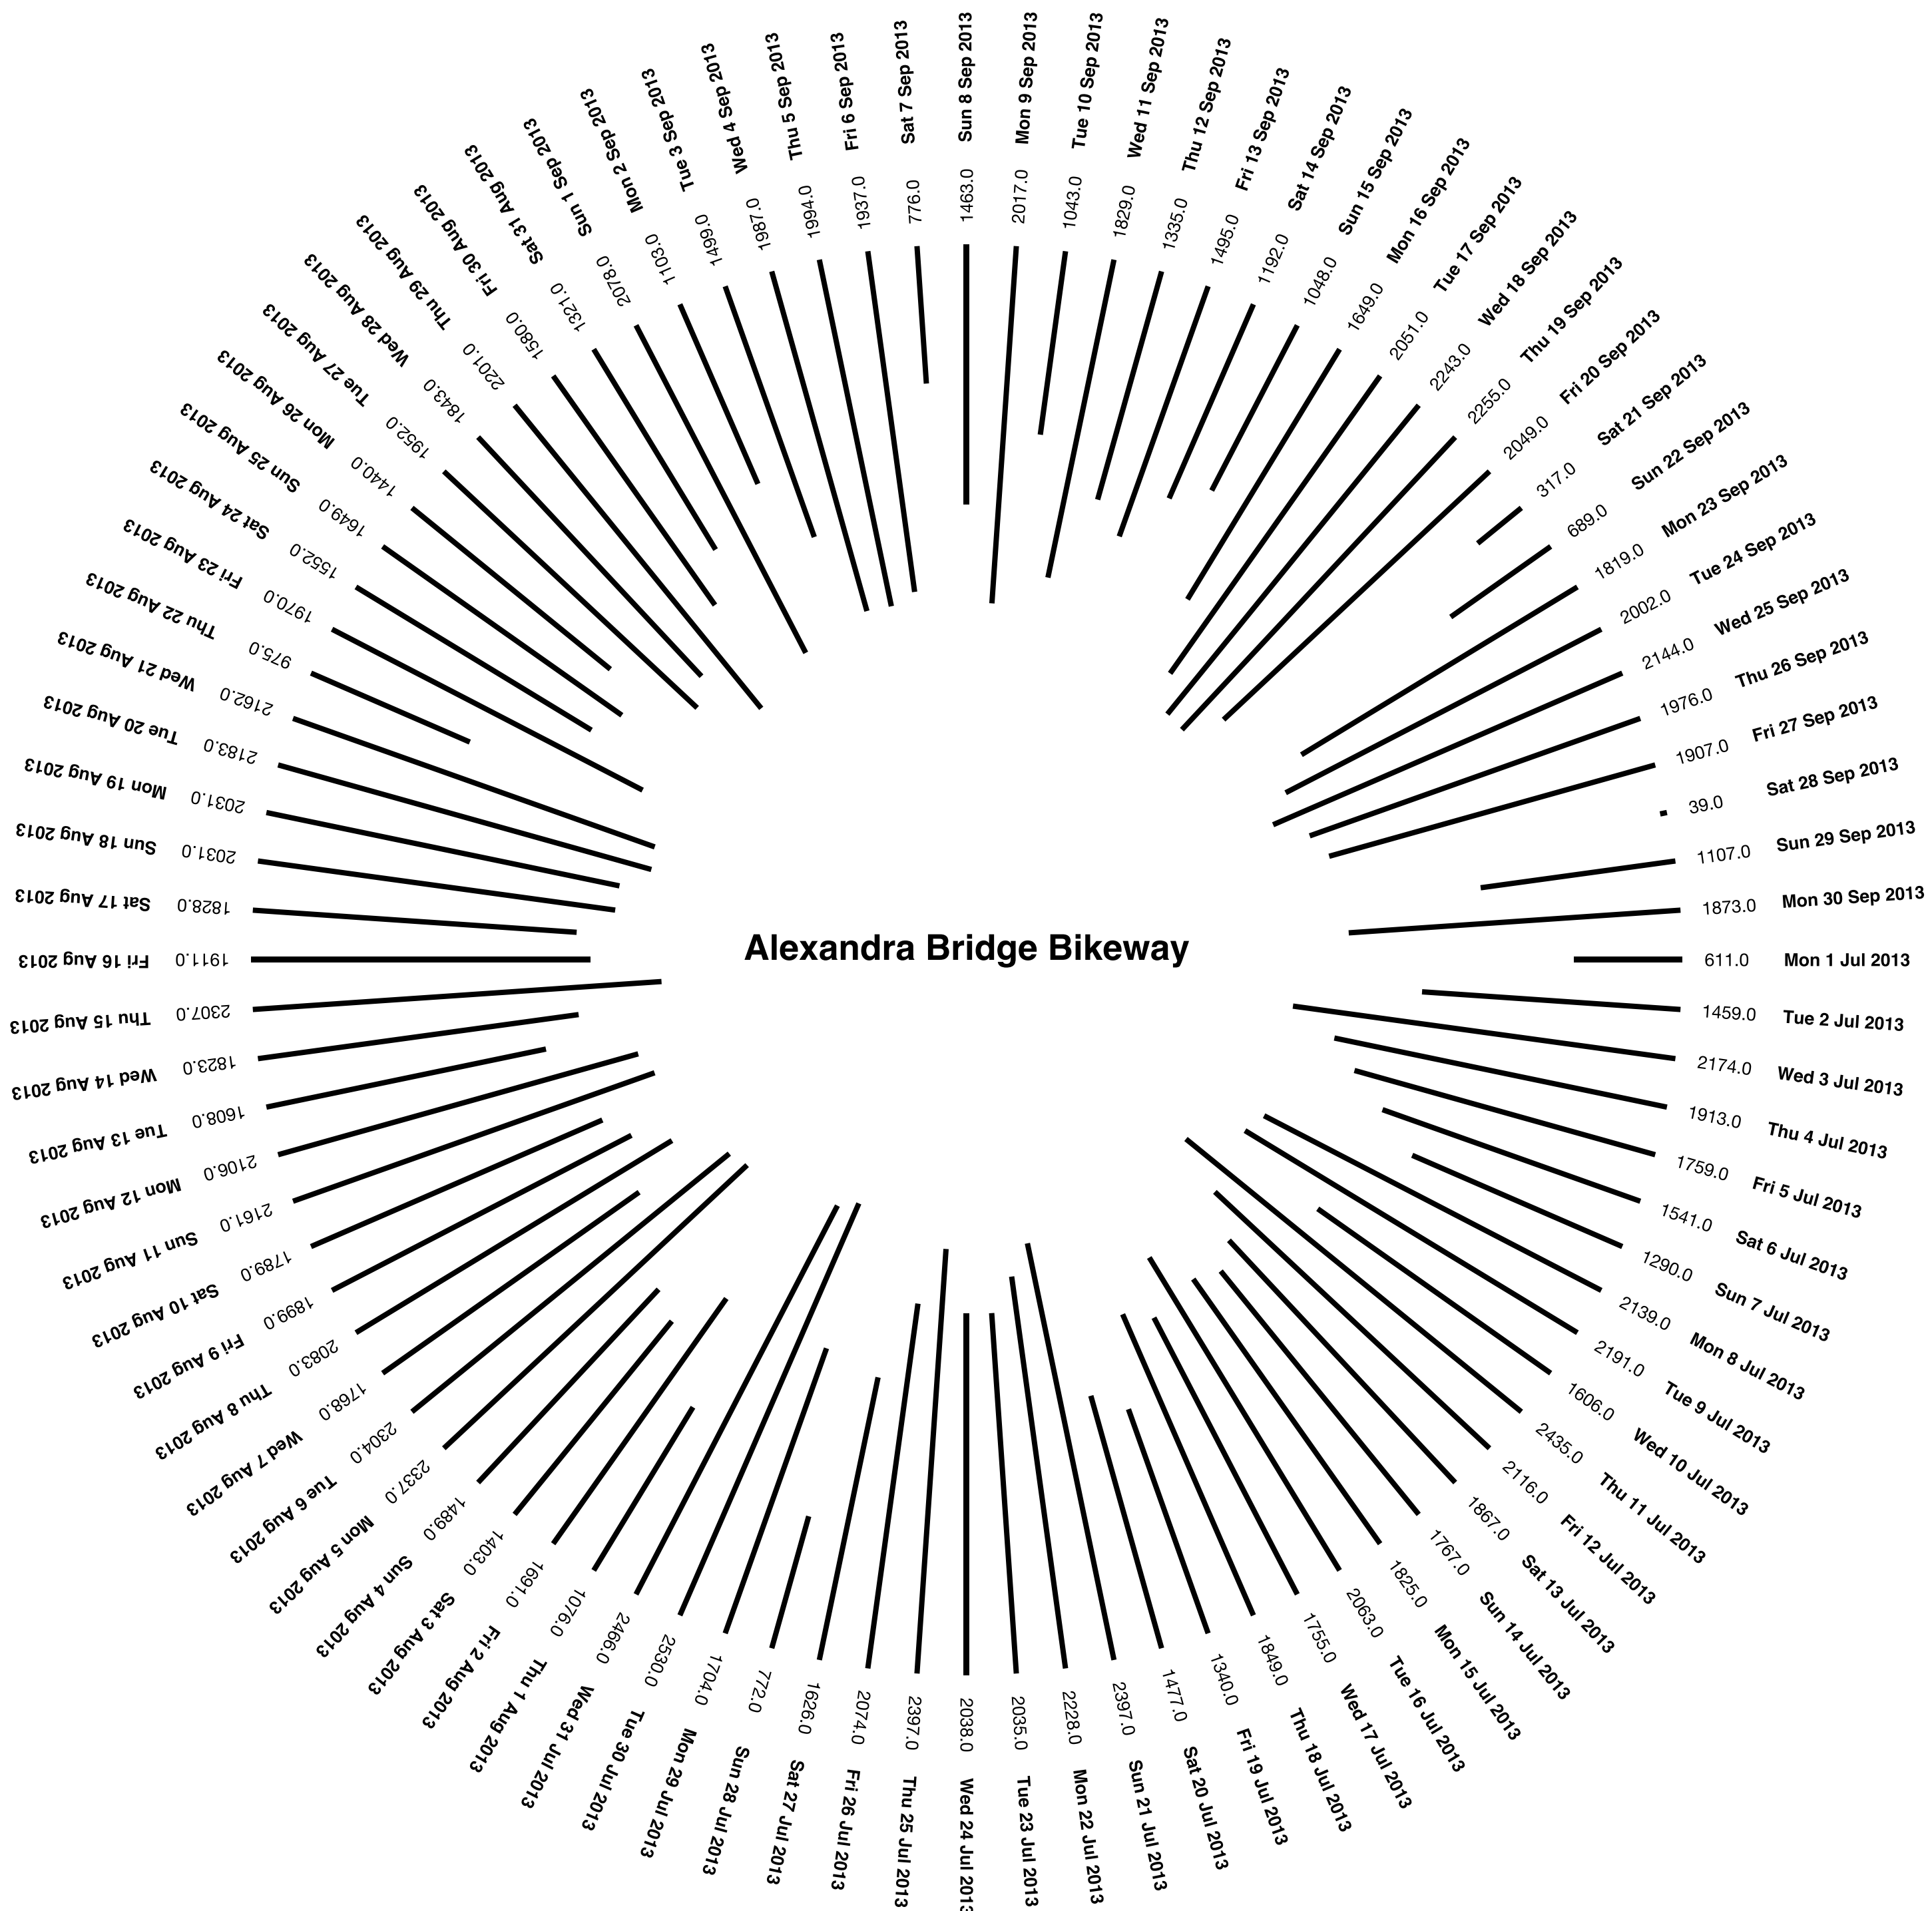 Alexandra Bridge Bikeway
611.0 Mon 1 Jul 2013
1459.0 Tue 2 Jul 2013
2174.0 Wed 3 Jul 2013
1913.0 Thu 4 Jul 2013
1759.0 Fri 5 Jul 2013
1541.0 Sat 6 Jul 2013
1290.0 Sun 7 Jul 2013
2139.0 Mon 8 Jul 2013
2191.0 Tue 9 Jul 2013
1606.0 Wed 10 Jul 2013
2435.0 Thu 11 Jul 2013
2116.0 Fri 12 Jul 2013
1867.0 Sat 13 Jul 2013
1767.0 Sun 14 Jul 2013
1825.0 Mon 15 Jul 2013
2063.0 Tue 16 Jul 2013
1755.0 Wed 17 Jul 2013
1849.0 Thu 18 Jul 2013
1340.0 Fri 19 Jul 2013
1477.0 Sat 20 Jul 2013
2397.0 Sun 21 Jul 2013
2228.0 Mon 22 Jul 2013
2035.0 Tue 23 Jul 2013
2038.0 Wed 24 Jul 2013
2397.0 Thu 25 Jul 2013
2074.0 Fri 26 Jul 2013
1626.0 Sat 27 Jul 2013
772.0 Sun 28 Jul 2013
1704.0 Mon 29 Jul 2013
2530.0 Tue 30 Jul 2013
2466.0 Wed 31 Jul 2013
1076.0 Thu 1 Aug 2013
1691.0 Fri 2 Aug 2013
1403.0 Sat 3 Aug 2013
1489.0 Sun 4 Aug 2013
2337.0 Mon 5 Aug 2013
2304.0 Tue 6 Aug 2013
1768.0 Wed 7 Aug 2013
2083.0 Thu 8 Aug 2013
1899.0 Fri 9 Aug 2013
1789.0 Sat 10 Aug 2013
2161.0 Sun 11 Aug 2013
2106.0 Mon 12 Aug 2013
1608.0 Tue 13 Aug 2013
1823.0 Wed 14 Aug 2013
2307.0 Thu 15 Aug 2013
1911.0 Fri 16 Aug 2013
1828.0 Sat 17 Aug 2013
2031.0 Sun 18 Aug 2013
2031.0 Mon 19 Aug 2013
2183.0 Tue 20 Aug 2013
2162.0 Wed 21 Aug 2013
975.0 Thu 22 Aug 2013
1970.0 Fri 23 Aug 2013
1552.0 Sat 24 Aug 2013
1649.0 Sun 25 Aug 2013
1440.0 Mon 26 Aug 2013
1952.0 Tue 27 Aug 2013
1843.0 Wed 28 Aug 2013
2201.0 Thu 29 Aug 2013
1580.0 Fri 30 Aug 2013
1321.0 Sat 31 Aug 2013
2078.0 Sun 1 Sep 2013
1103.0 Mon 2 Sep 2013
1499.0 Tue 3 Sep 2013
1987.0 Wed 4 Sep 2013
1994.0 Thu 5 Sep 2013
1937.0 Fri 6 Sep 2013
776.0 Sat 7 Sep 2013
1463.0 Sun 8 Sep 2013
2017.0 Mon 9 Sep 2013
1043.0 Tue 10 Sep 2013
1829.0 Wed 11 Sep 2013
1335.0 Thu 12 Sep 2013
1495.0 Fri 13 Sep 2013
1192.0 Sat 14 Sep 2013
1048.0 Sun 15 Sep 2013
1649.0 Mon 16 Sep 2013
2051.0 Tue 17 Sep 2013
2243.0 Wed 18 Sep 2013
2255.0 Thu 19 Sep 2013
2049.0 Fri 20 Sep 2013
317.0 Sat 21 Sep 2013
689.0 Sun 22 Sep 2013
1819.0 Mon 23 Sep 2013
2002.0 Tue 24 Sep 2013
2144.0 Wed 25 Sep 2013
1976.0 Thu 26 Sep 2013
1907.0 Fri 27 Sep 2013
39.0 Sat 28 Sep 2013
1107.0 Sun 29 Sep 2013
1873.0 Mon 30 Sep 2013